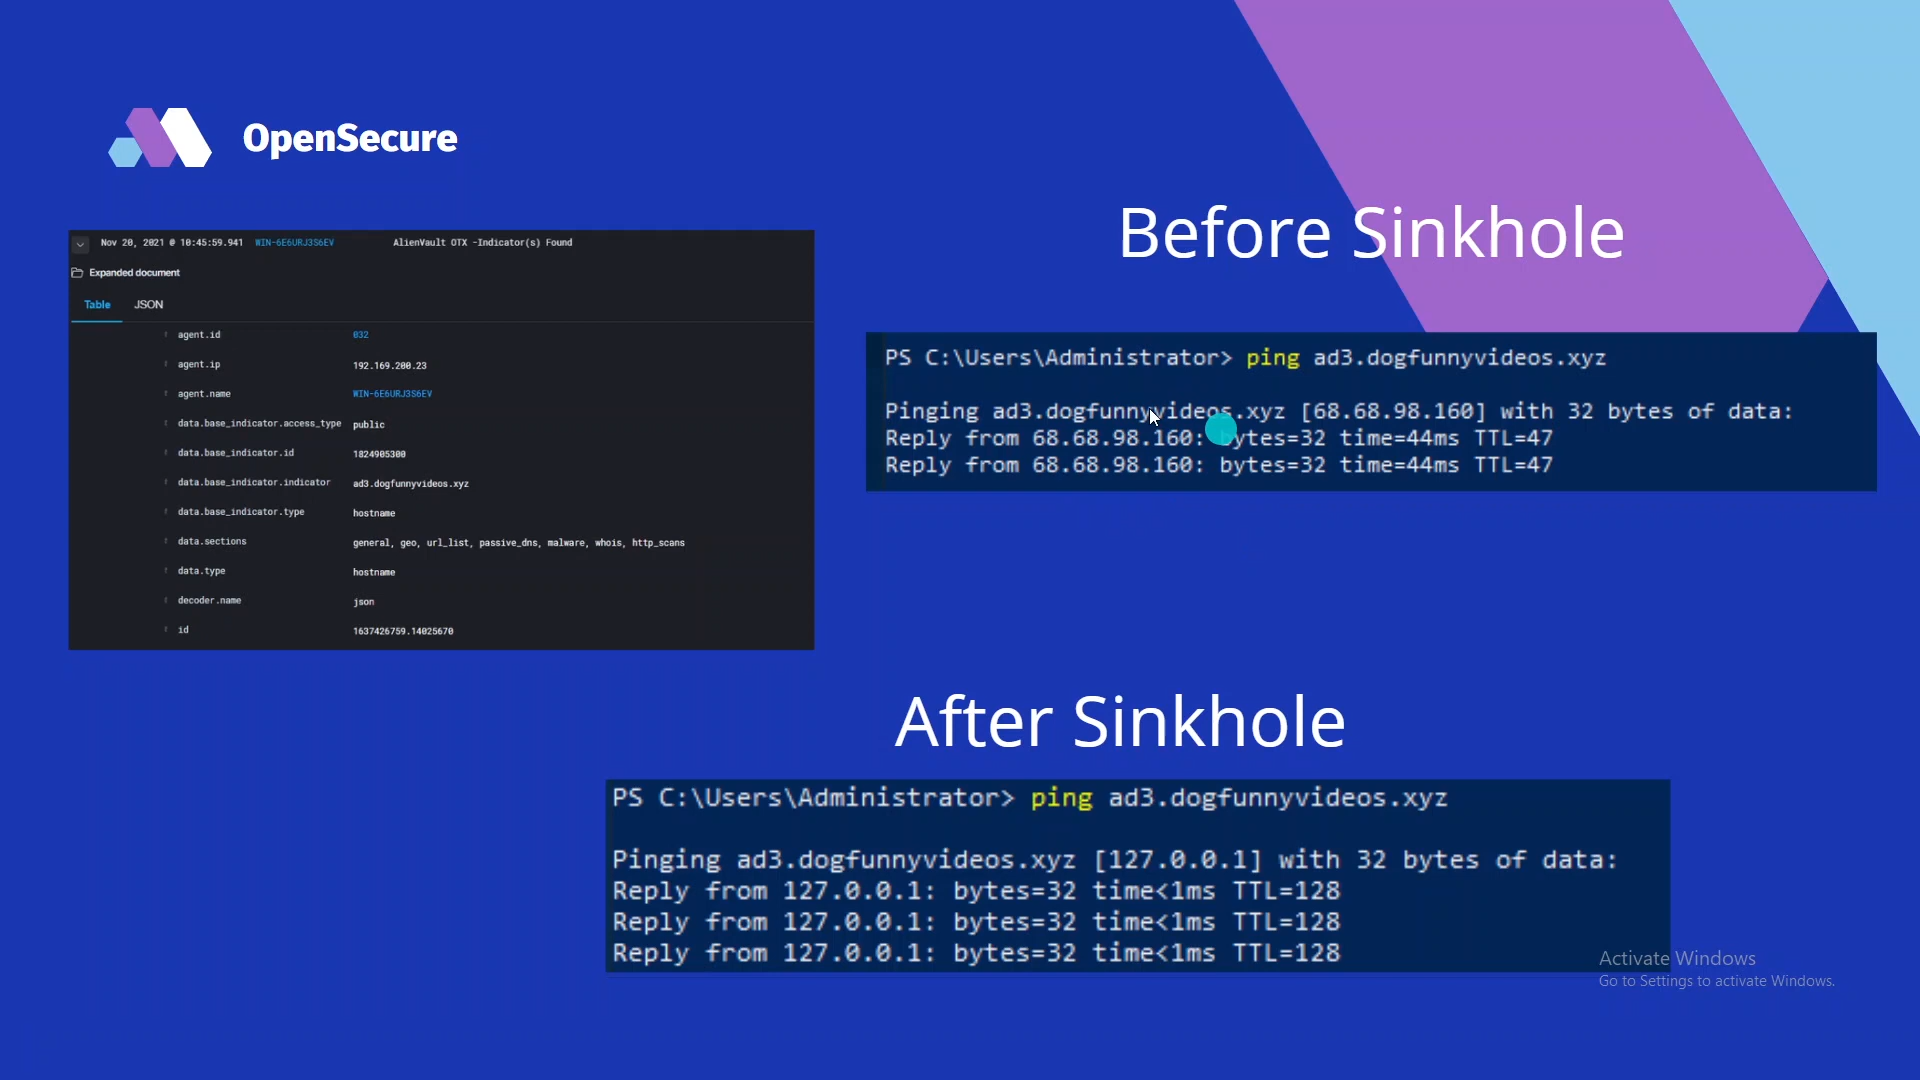 OpenSecure
Nov 20, 2021 @ 10:45:59.941 WIN-6E6URJ3S6EV AlienVault OTX -Indicator(s) Found
Expanded document
Table JSON
t agent.id 032
t agent.ip 192.169.200.23
t agent.name WIN-6E6URJ3S6EV
t data.base_indicator.access_type public
t data.base_indicator.id 1824905300
t data.base_indicator.indicator ad3.dogfunnyvideos.xyz
t data.base_indicator.type hostname
t data.sections general, geo, url_list, passive_dns, malware, whois, http_scans
t data.type hostname
t decoder.name json
t id 1637426759.14025670
Before Sinkhole
PS C:\Users\Administrator> ping ad3.dogfunnyvideos.xyz
Pinging ad3.dogfunnyvideos.xyz [68.68.98.160] with 32 bytes of data:
Reply from 68.68.98.160: bytes=32 time=44ms TTL=47
Reply from 68.68.98.160: bytes=32 time=44ms TTL=47
After Sinkhole
PS C:\Users\Administrator> ping ad3.dogfunnyvideos.xyz
Pinging ad3.dogfunnyvideos.xyz [127.0.0.1] with 32 bytes of data:
Reply from 127.0.0.1: bytes=32 time<1ms TTL=128
Reply from 127.0.0.1: bytes=32 time<1ms TTL=128
Reply from 127.0.0.1: bytes=32 time<1ms TTL=128
Activate Windows
Go to Settings to activate Windows.